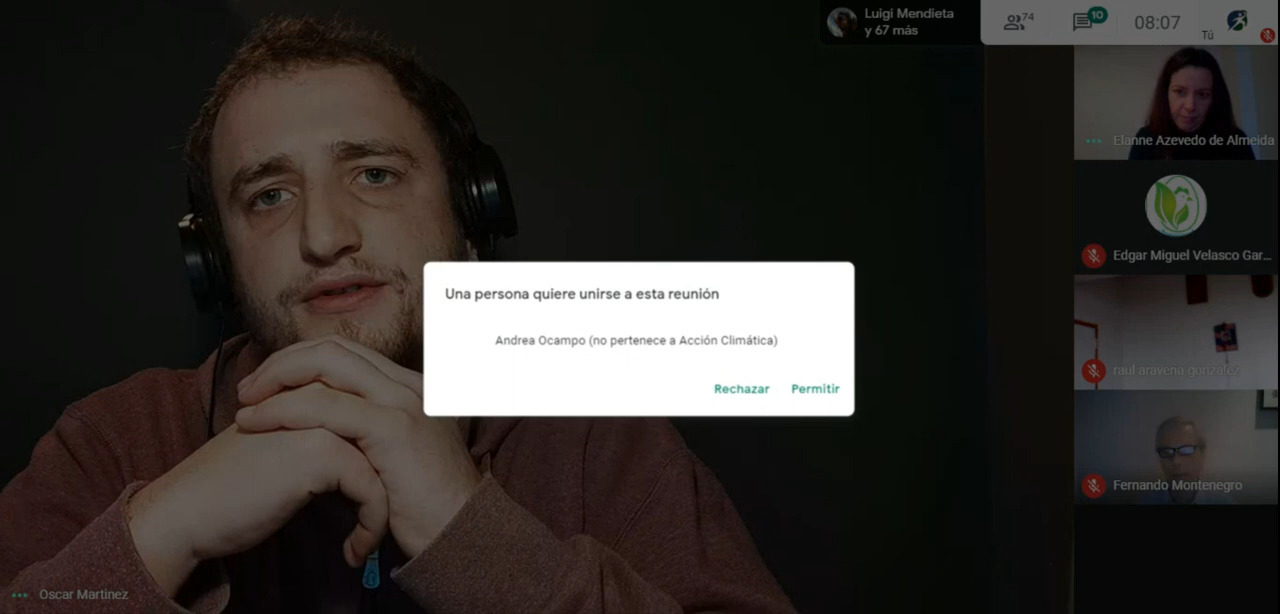 Luigi Mendieta
y 67 más
74
10
08:07
Tú
Elanne Azevedo de Almeida
Edgar Miguel Velasco Gar...
Una persona quiere unirse a esta reunión
Andrea Ocampo (no pertenece a Acción Climática)
Rechazar Permitir
raul aravena gonzalez
Fernando Montenegro
Oscar Martinez